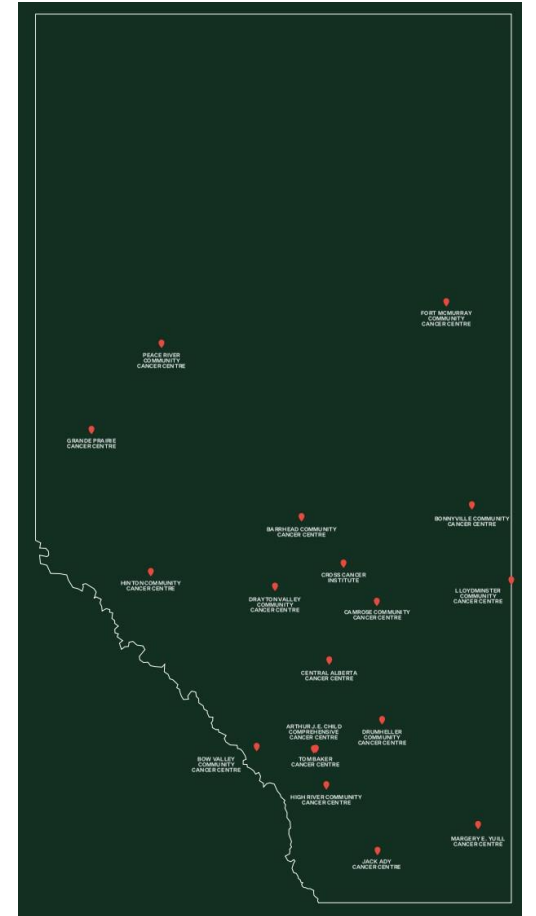 FORT MCMURRAY
COMMUNITY
CANCER CENTRE
PEACE RIVER
COMMUNITY
CANCER CENTRE
GRANDE PRAIRIE
CANCER CENTRE
BONNYVILLE COMMUNITY
CANCER CENTRE
BARRHEAD COMMUNITY
CANCER CENTRE
CROSS CANCER
INSTITUTE
HINTON COMMUNITY
CANCER CENTRE
DRAYTON VALLEY
COMMUNITY
CANCER CENTRE
LLOYDMINSTER
COMMUNITY
CANCER CENTRE
CAMROSE COMMUNITY
CANCER CENTRE
CENTRAL ALBERTA
CANCER CENTRE
ARTHUR J.E. CHILD
COMPREHENSIVE
CANCER CENTRE
DRUMHELLER
COMMUNITY
CANCER CENTRE
BOW VALLEY
COMMUNITY
CANCER CENTRE
TOM BAKER
CANCER CENTRE
HIGH RIVER COMMUNITY
CANCER CENTRE
MARGERY E. YUILL
CANCER CENTRE
JACK ADY
CANCER CENTRE